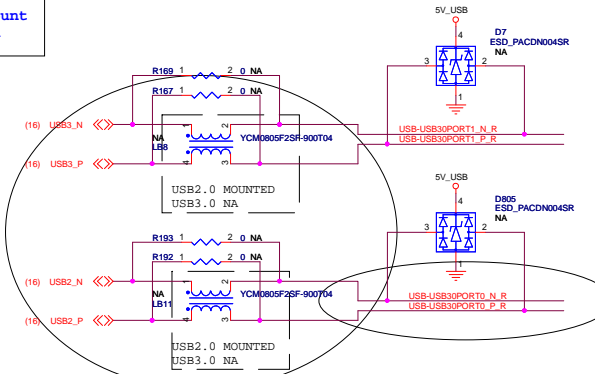 unt
5V_USB
4
D7
ESD_PACDN004SR
NA
3
2
1
R169 1 2 0 NA
R167 1 2 0 NA
(16) USB3_N
1 2
NA
LB8
YCM0805F2SF-900T04
4 3
(16) USB3_P
USB-USB30PORT1_N_R
USB-USB30PORT1_P_R
USB2.0 MOUNTED
USB3.0 NA
5V_USB
4
D805
ESD_PACDN004SR
NA
3
2
1
R193 1 2 0 NA
R192 1 2 0 NA
(16) USB2_N
1 2
NA
LB11
YCM0805F2SF-900T04
4 3
(16) USB2_P
USB-USB30PORT0_N_R
USB-USB30PORT0_P_R
USB2.0 MOUNTED
USB3.0 NA